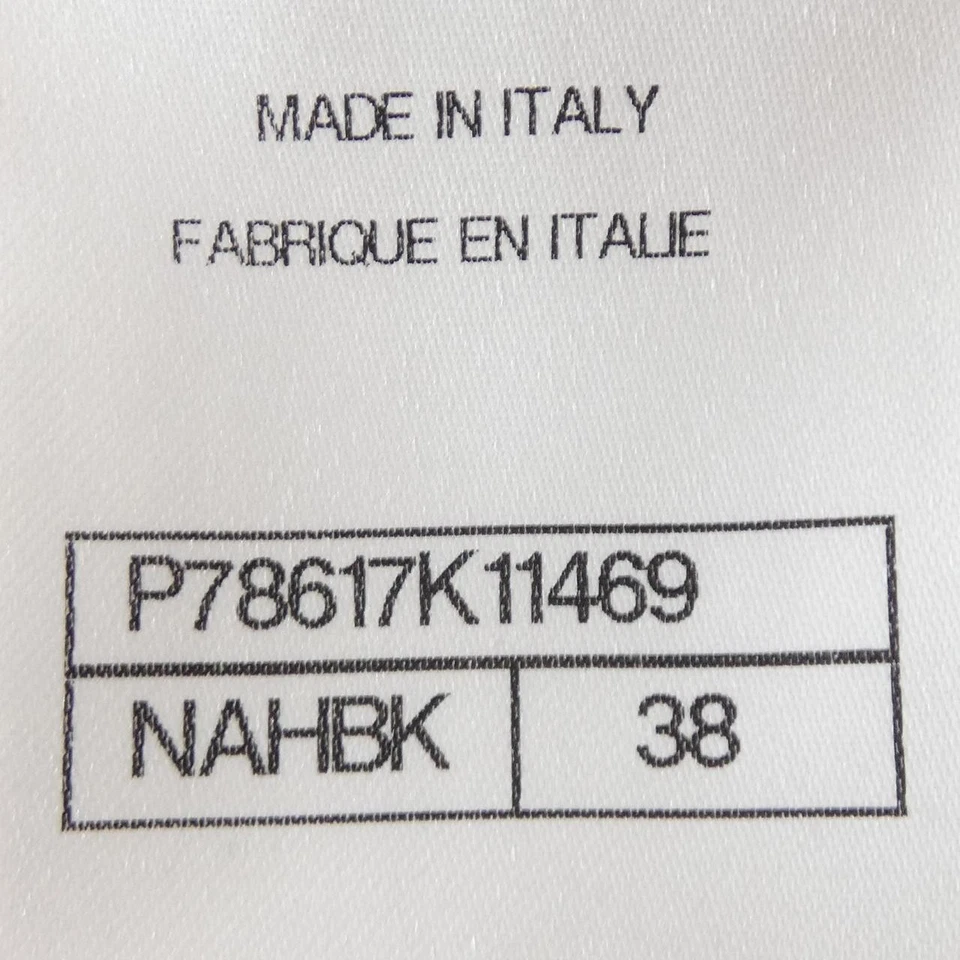 MADE IN ITALY
FABRIQUE EN ITALIE
P78617K11469
NAHBK 38